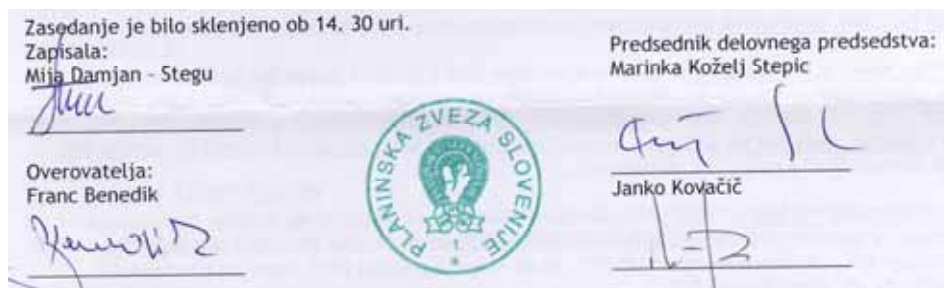 Zasedanje je bilo sklenjeno ob 14. 30 uri.
Zapisala:
Mija Damjan - Stegu
Predsednik delovnega predsedstva:
Marinka Koželj Stepic
PLANINSKA ZVEZA SLOVENIJE
1.
Overovatelja:
Franc Benedik
Janko Kovačič